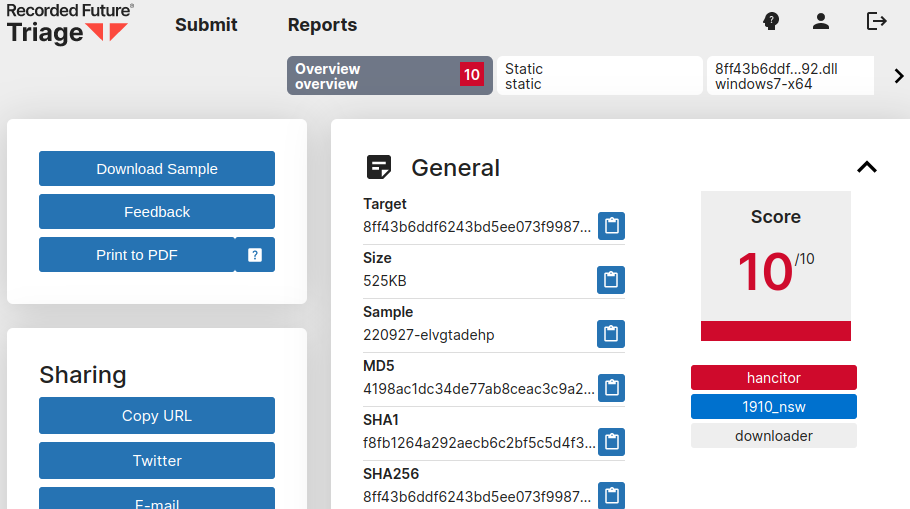 Recorded Future®
Triage
Submit
Reports
Overview
overview
10
Static
static
8ff43b6ddf...92.dll
windows7-x64
Download Sample
Feedback
Print to PDF
?
Sharing
Copy URL
Twitter
E-mail
General
Target
8ff43b6ddf6243bd5ee073f9987...
Size
525KB
Sample
220927-elvgtadehp
MD5
4198ac1dc34de77ab8ceac3c9a2...
SHA1
f8fb1264a292aecb6c2bf5c5d4f3...
SHA256
8ff43b6ddf6243bd5ee073f9987...
Score
10/10
hancitor
1910_nsw
downloader